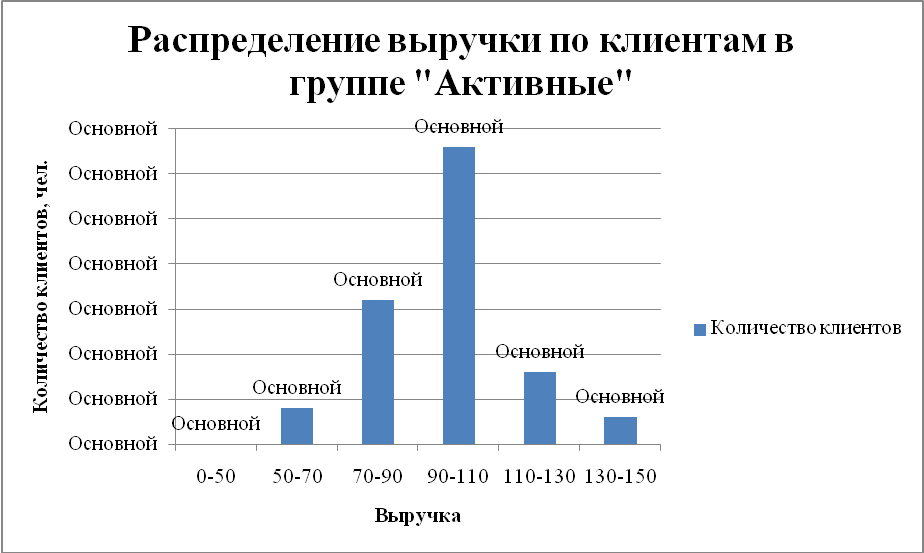 Распределение выручки по клиентам в
группе "Активные"
Количество клиентов, чел.
Основной
Основной
Основной
Основной
Основной
Основной
Основной
Основной
Основной
Основной
Основной
Основной
Основной
Основной
0-50
50-70
70-90
90-110
110-130
130-150
Выручка
Количество клиентов